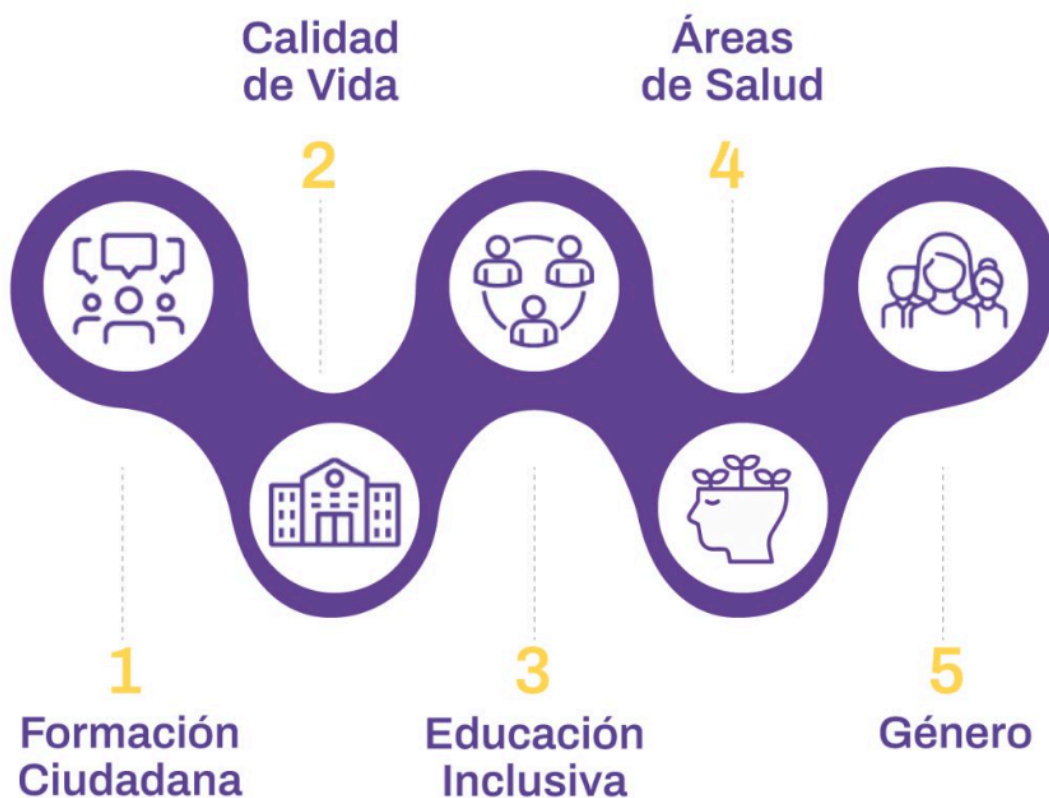 1
Formación
Ciudadana
2
Calidad
de Vida
3
Educación
Inclusiva
4
Áreas
de Salud
5
Género